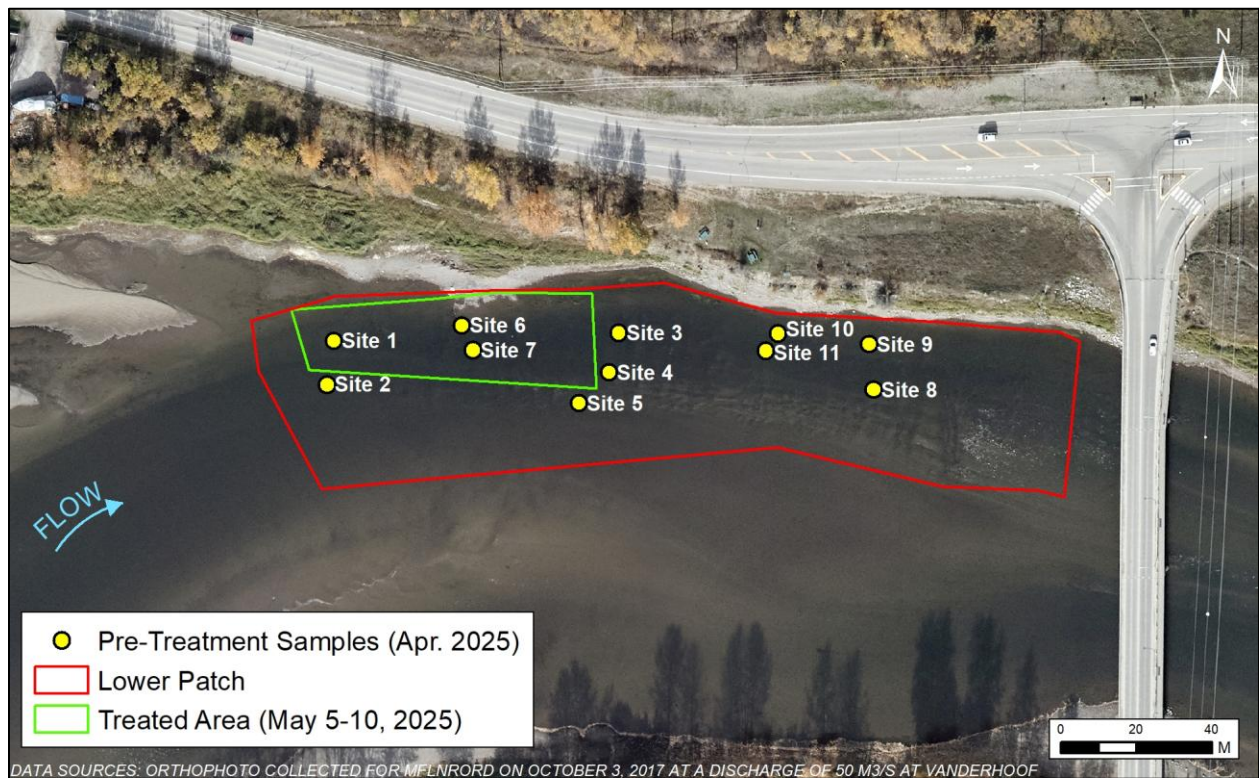 N
Site 6
Site 3
Site 10
Site 1
Site 7
Site 11
Site 9
Site 4
Site 2
Site 5
Site 8
FLOW
Pre-Treatment Samples (Apr. 2025)
Lower Patch
Treated Area (May 5-10, 2025)
0 20 40
M
DATA SOURCES: ORTHOPHOTO COLLECTED FOR MFLNRORD ON OCTOBER 3, 2017 AT A DISCHARGE OF 50 M3/S AT VANDERHOOF